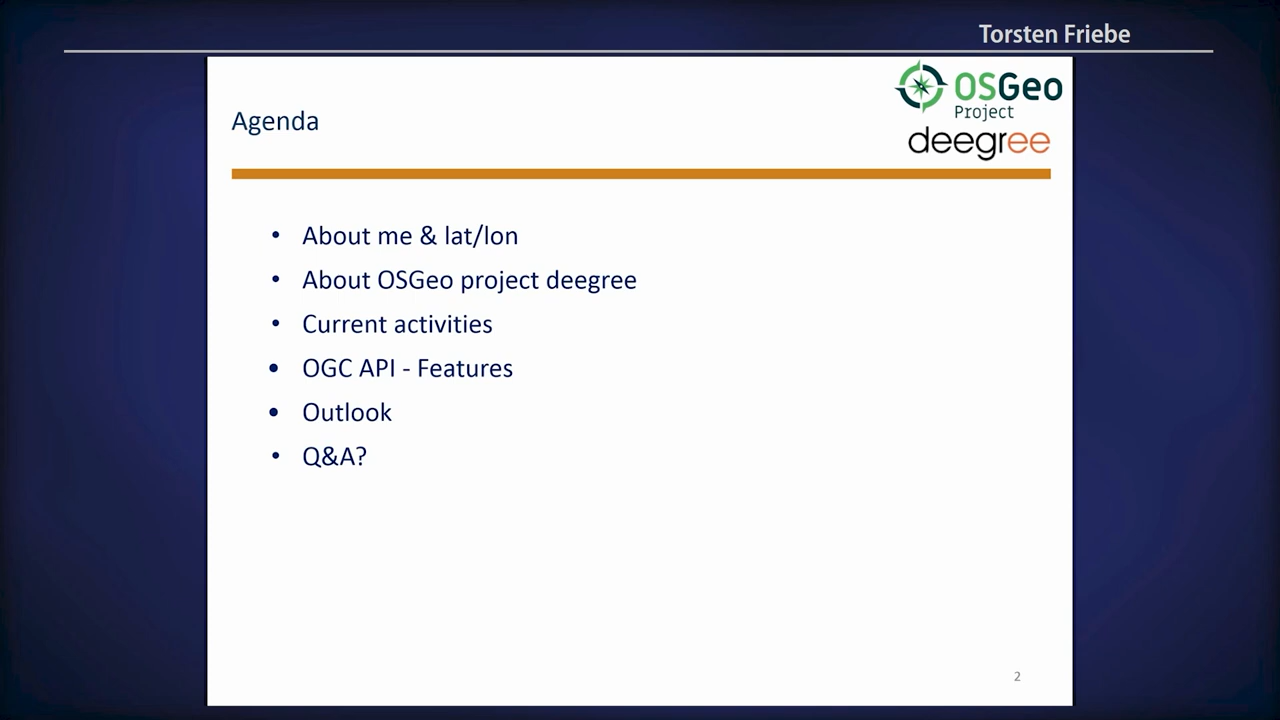 Torsten Friebe
OSGeo
Project
deegree
Agenda
• About me & lat/lon
• About OSGeo project deegree
• Current activities
• OGC API - Features
• Outlook
• Q&A?
2